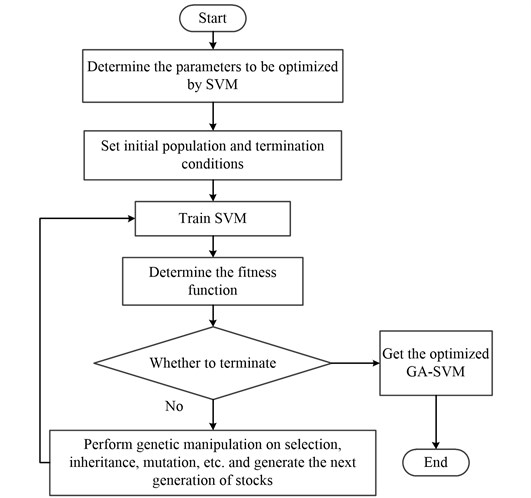 Start
Determine the parameters to be optimized
by SVM
Set initial population and termination
conditions
Train SVM
Determine the fitness
function
Whether to terminate
Get the optimized
GA-SVM
No
Perform genetic manipulation on selection,
inheritance, mutation, etc. and generate the next
generation of stocks
End